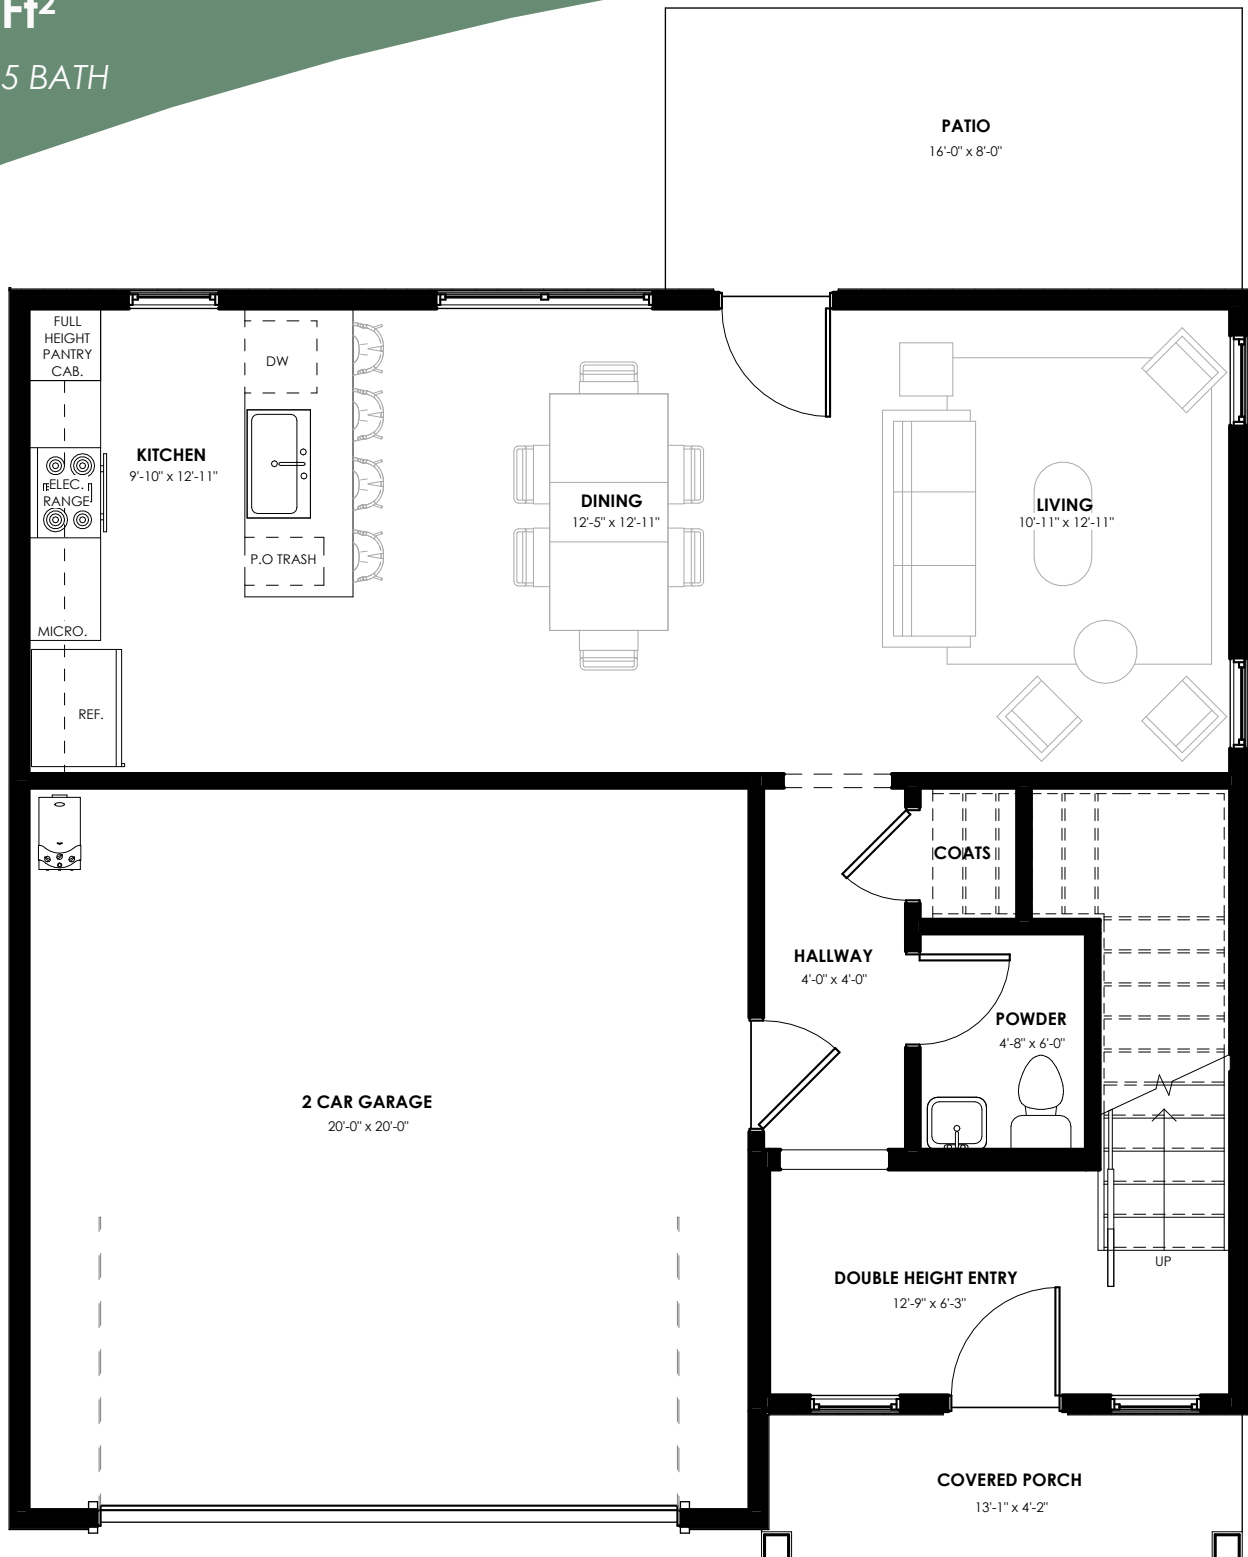 Ft²
5 BATH
PATIO
16'-0" x 8'-0"
FULL
HEIGHT
PANTRY
CAB.
DW
KITCHEN
9'-10" x 12'-11"
ELEC.
RANGE
DINING
12'-5" x 12'-11"
LIVING
10'-11" x 12'-11"
P.O TRASH
MICRO.
REF.
COATS
HALLWAY
4'-0" x 4'-0"
POWDER
4'-8" x 6'-0"
2 CAR GARAGE
20'-0" x 20'-0"
UP
DOUBLE HEIGHT ENTRY
12'-9" x 6'-3"
COVERED PORCH
13'-1" x 4'-2"